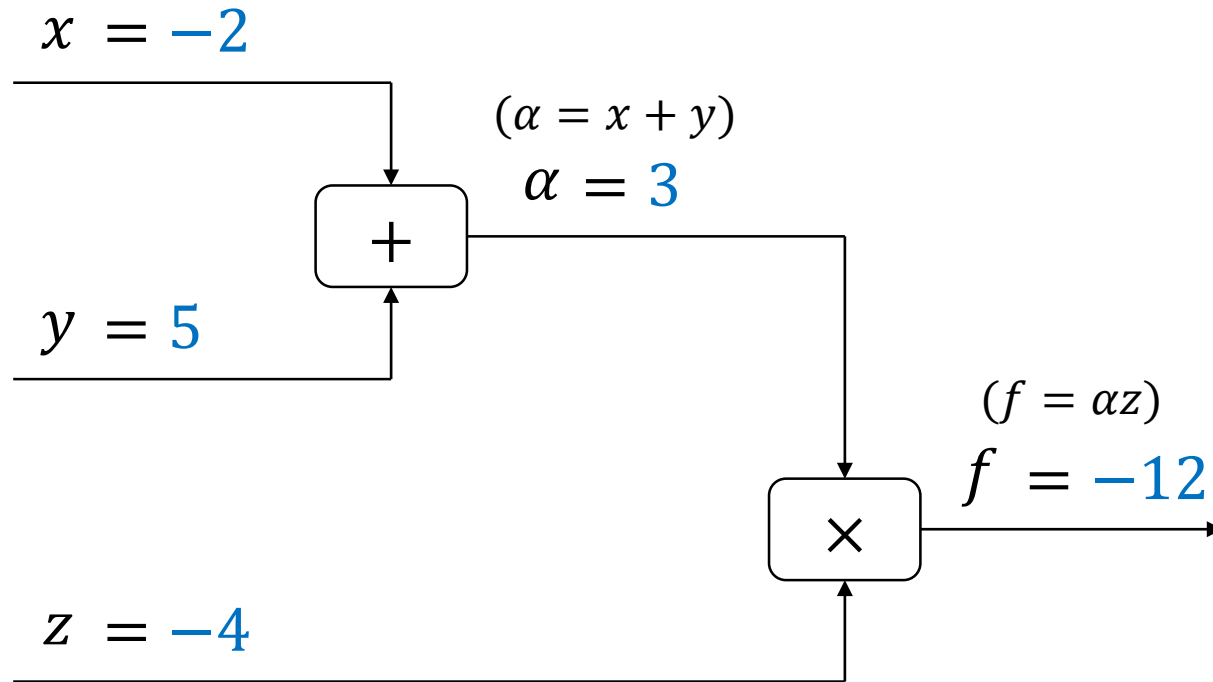 x = −2
(α = x + y)
α = 3
+
y = 5
(f = αz)
f = −12
×
z = −4